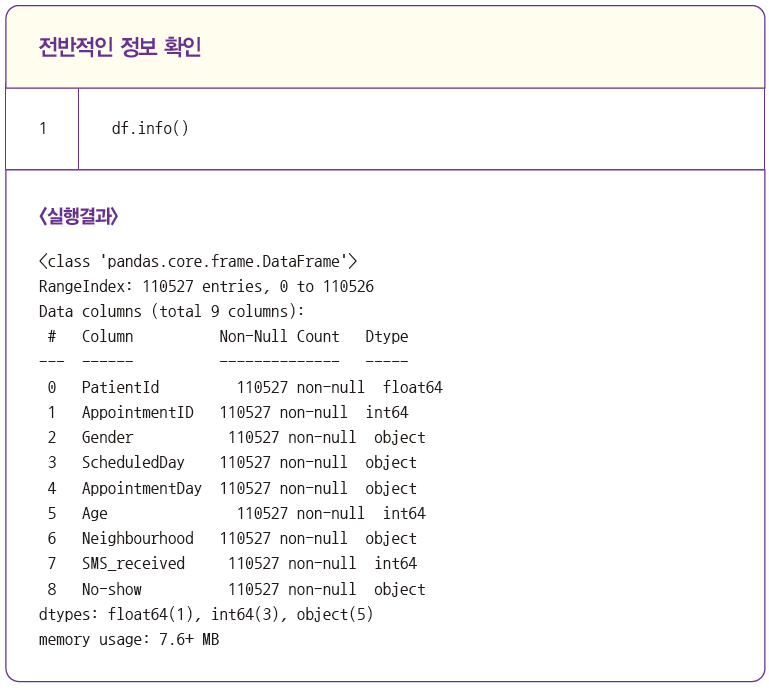 전반적인 정보 확인
1 df.info()
<실행결과>
<class 'pandas.core.frame.DataFrame'>
RangeIndex: 110527 entries, 0 to 110526
Data columns (total 9 columns):
 #   Column          Non-Null Count   Dtype
---  ------          --------------   -----
 0   PatientId         110527 non-null  float64
 1   AppointmentID   110527 non-null  int64
 2   Gender           110527 non-null  object
 3   ScheduledDay    110527 non-null  object
 4   AppointmentDay  110527 non-null  object
 5   Age               110527 non-null  int64
 6   Neighbourhood   110527 non-null  object
 7   SMS_received     110527 non-null  int64
 8   No-show          110527 non-null  object
dtypes: float64(1), int64(3), object(5)
memory usage: 7.6+ MB